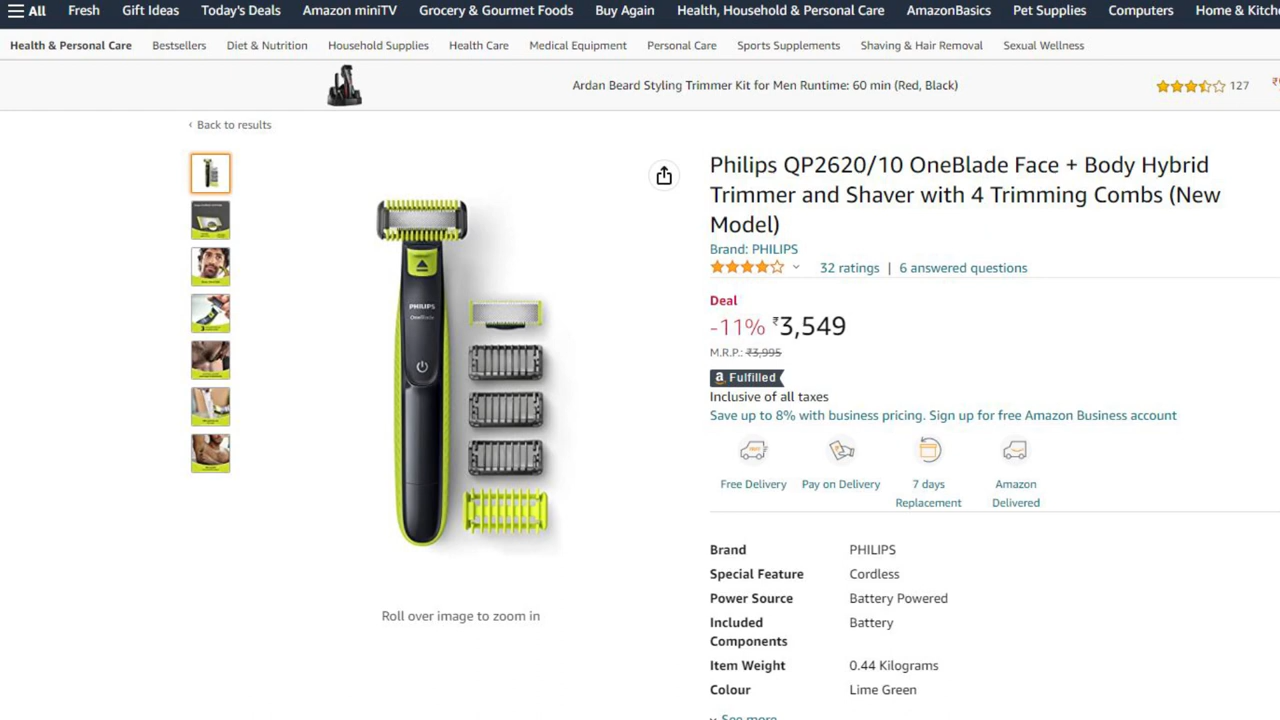 All Fresh Gift Ideas Today's Deals Amazon miniTV Grocery & Gourmet Foods Buy Again Health, Household & Personal Care AmazonBasics Pet Supplies Computers Home &
Health & Personal Care Bestsellers Diet & Nutrition Household Supplies Health Care Medical Equipment Personal Care Sports Supplements Shaving & Hair Removal Sexual Wellness
Ardan Beard Styling Trimmer Kit for Men Runtime: 60 min (Red, Black) 127
‹ Back to results
Philips QP2620/10 OneBlade Face + Body Hybrid
Trimmer and Shaver with 4 Trimming Combs (New
Model)
Brand: PHILIPS
32 ratings | 6 answered questions
Deal
-11% ₹3,549
M.R.P.: ₹3,995
a Fulfilled
Inclusive of all taxes
Save up to 8% with business pricing. Sign up for free Amazon Business account
Free Delivery Pay on Delivery 7 days Replacement Amazon Delivered
PHILIPS
OneBlade
Roll over image to zoom in
Brand PHILIPS
Special Feature Cordless
Power Source Battery Powered
Included Components Battery
Item Weight 0.44 Kilograms
Colour Lime Green
See more